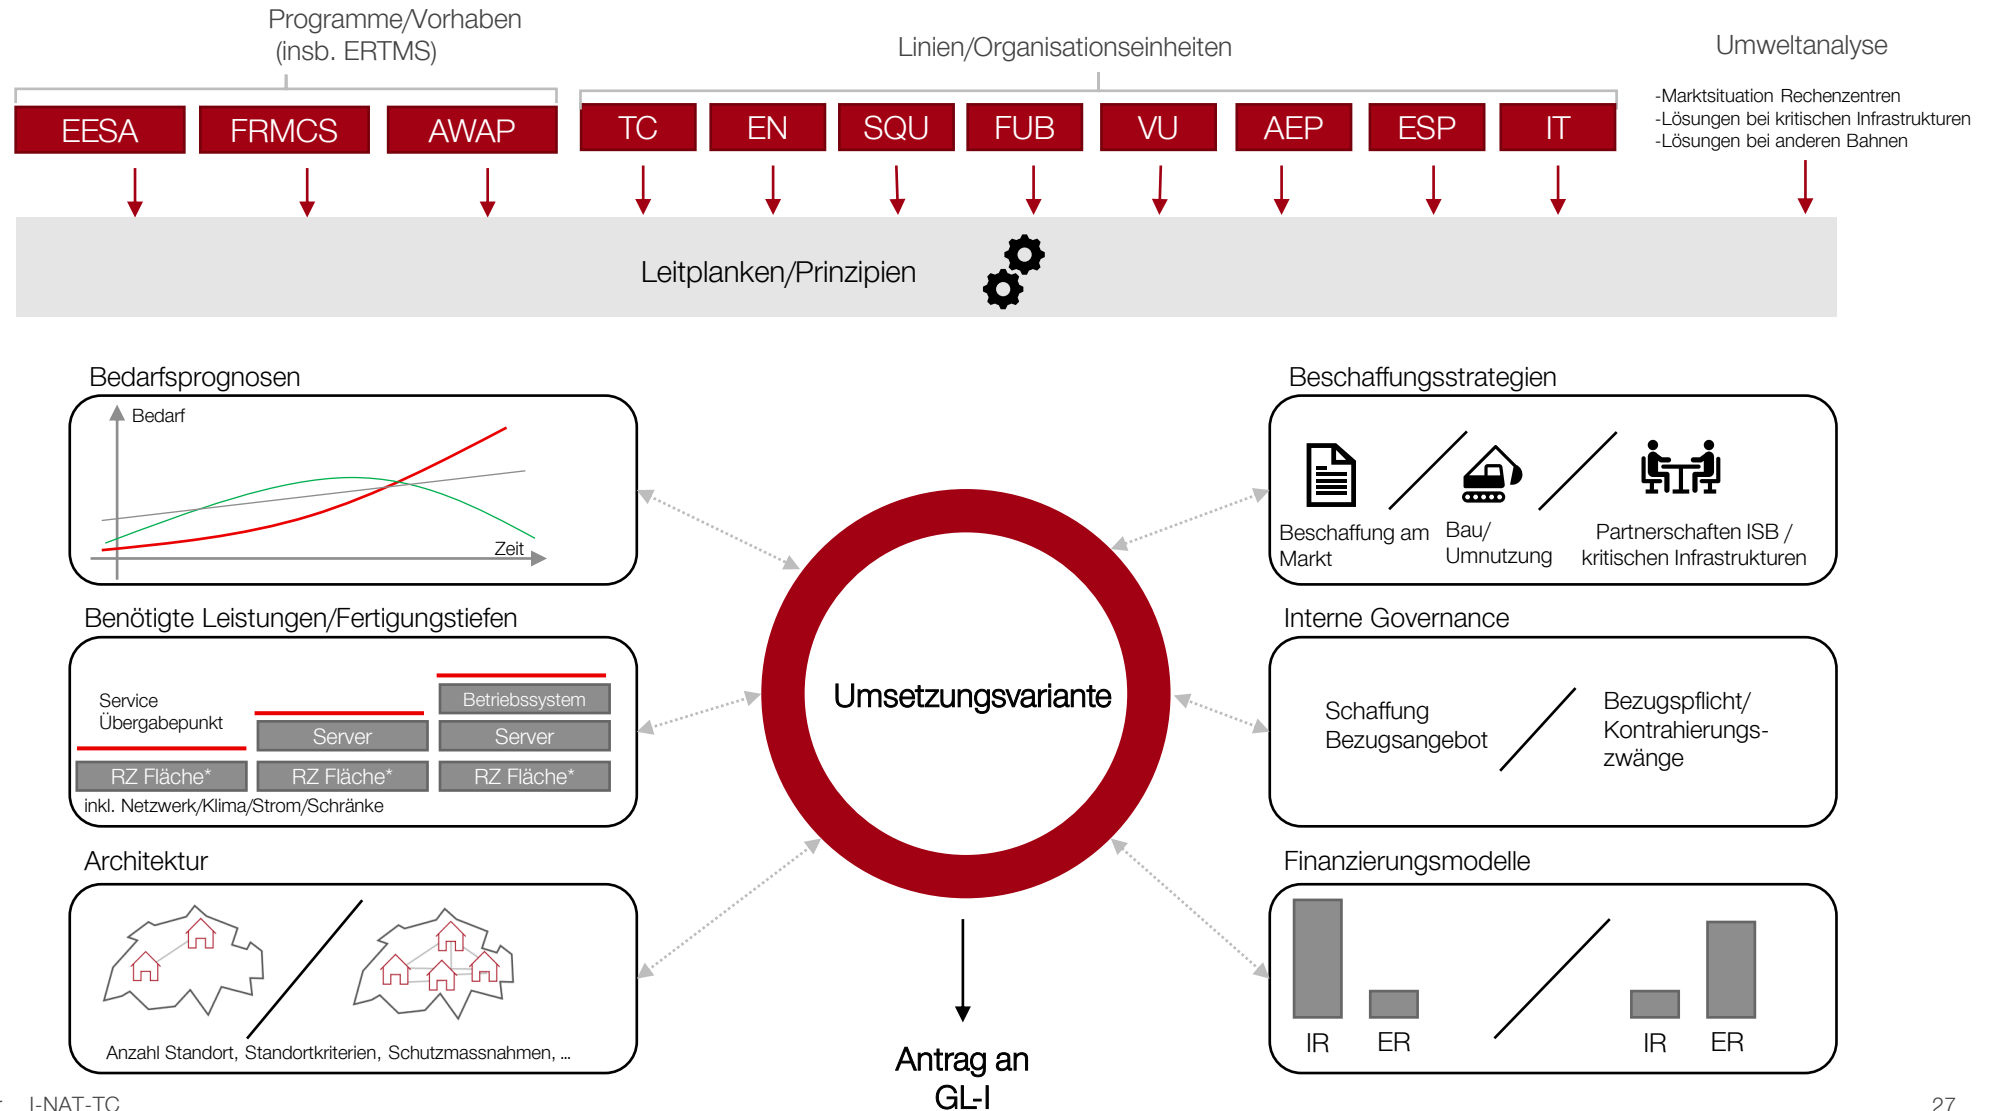 Programme/Vorhaben
(insb. ERTMS)
Linien/Organisationseinheiten
Umweltanalyse
-Marktsituation Rechenzentren
-Lösungen bei kritischen Infrastrukturen
-Lösungen bei anderen Bahnen
EESA FRMCS AWAP TC EN SQU FUB VU AEP ESP IT
Leitplanken/Prinzipien
Bedarfsprognosen
Bedarf
Zeit
Benötigte Leistungen/Fertigungstiefen
Service
Übergabepunkt
Betriebssystem
Server Server
RZ Fläche* RZ Fläche* RZ Fläche*
inkl. Netzwerk/Klima/Strom/Schränke
Architektur
Anzahl Standort, Standortkriterien, Schutzmassnahmen, ...
Umsetzungsvariante
Antrag an
GL-I
Beschaffungsstrategien
Beschaffung am
Markt
Bau/
Umnutzung
Partnerschaften ISB /
kritischen Infrastrukturen
Interne Governance
Schaffung
Bezugsangebot
Bezugspflicht/
Kontrahierungs-
zwänge
Finanzierungsmodelle
IR ER IR ER
I-NAT-TC
27